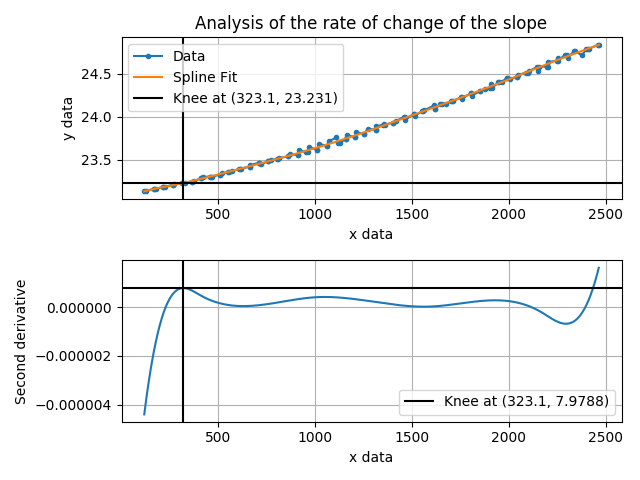 Analysis of the rate of change of the slope
Data
Spline Fit
Knee at (323.1, 23.231)
24.5
24.0
23.5
y data
500
1000
1500
2000
2500
x data
0.000000
−0.000002
−0.000004
Second derivative
Knee at (323.1, 7.9788)
500
1000
1500
2000
2500
x data